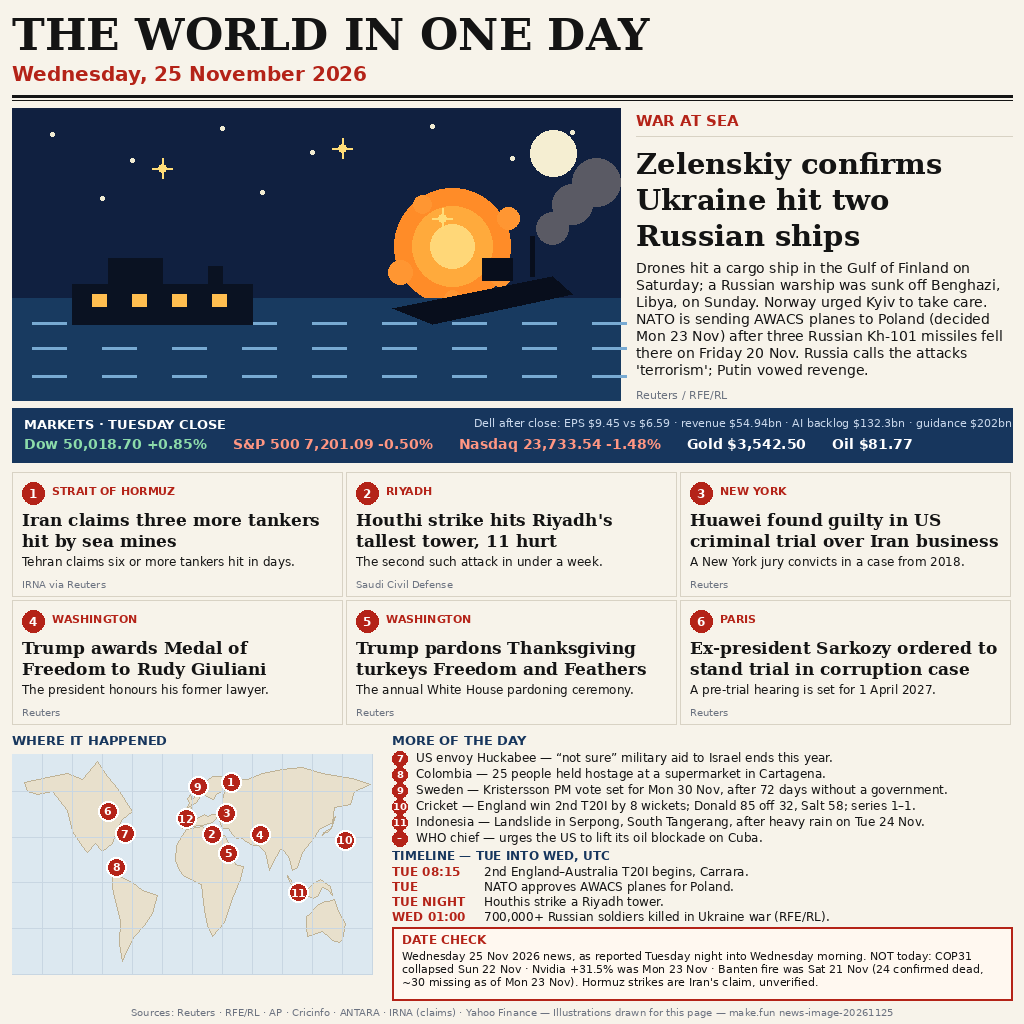 THE WORLD IN ONE DAY
Wednesday, 25 November 2026
WAR AT SEA
Zelenskiy confirms
Ukraine hit two
Russian ships
Drones hit a cargo ship in the Gulf of Finland on
Saturday; a Russian warship was sunk off Benghazi,
Libya, on Sunday. Norway urged Kyiv to take care.
NATO is sending AWACS planes to Poland (decided
Mon 23 Nov) after three Russian Kh-101 missiles fell
there on Friday 20 Nov. Russia calls the attacks
'terrorism'; Putin vowed revenge.
Reuters / RFE/RL
MARKETS · TUESDAY CLOSE
Dell after close: EPS $9.45 vs $6.59 · revenue $54.94bn · AI backlog $132.3bn · guidance $202bn
Dow 50,018.70 +0.85% S&P 500 7,201.09 -0.50% Nasdaq 23,733.54 -1.48% Gold $3,542.50 Oil $81.77
1 STRAIT OF HORMUZ
Iran claims three more tankers
hit by sea mines
Tehran claims six or more tankers hit in days.
IRNA via Reuters
2 RIYADH
Houthi strike hits Riyadh's
tallest tower, 11 hurt
The second such attack in under a week.
Saudi Civil Defense
3 NEW YORK
Huawei found guilty in US
criminal trial over Iran business
A New York jury convicts in a case from 2018.
Reuters
4 WASHINGTON
Trump awards Medal of
Freedom to Rudy Giuliani
The president honours his former lawyer.
Reuters
5 WASHINGTON
Trump pardons Thanksgiving
turkeys Freedom and Feathers
The annual White House pardoning ceremony.
Reuters
6 PARIS
Ex-president Sarkozy ordered to
stand trial in corruption case
A pre-trial hearing is set for 1 April 2027.
Reuters
WHERE IT HAPPENED
9 1
6 12 3
7 2 4 10
8 5
11
MORE OF THE DAY
7 US envoy Huckabee — “not sure” military aid to Israel ends this year.
8 Colombia — 25 people held hostage at a supermarket in Cartagena.
9 Sweden — Kristersson PM vote set for Mon 30 Nov, after 72 days without a government.
10 Cricket — England win 2nd T20I by 8 wickets; Donald 85 off 32, Salt 58; series 1–1.
11 Indonesia — Landslide in Serpong, South Tangerang, after heavy rain on Tue 24 Nov.
– WHO chief — urges the US to lift its oil blockade on Cuba.
TIMELINE — TUE INTO WED, UTC
TUE 08:15 2nd England–Australia T20I begins, Carrara.
TUE NATO approves AWACS planes for Poland.
TUE NIGHT Houthis strike a Riyadh tower.
WED 01:00 700,000+ Russian soldiers killed in Ukraine war (RFE/RL).
DATE CHECK
Wednesday 25 Nov 2026 news, as reported Tuesday night into Wednesday morning. NOT today: COP31
collapsed Sun 22 Nov · Nvidia +31.5% was Mon 23 Nov · Banten fire was Sat 21 Nov (24 confirmed dead,
~30 missing as of Mon 23 Nov). Hormuz strikes are Iran's claim, unverified.
Sources: Reuters · RFE/RL · AP · Cricinfo · ANTARA · IRNA (claims) · Yahoo Finance — Illustrations drawn for this page — make.fun news-image-20261125